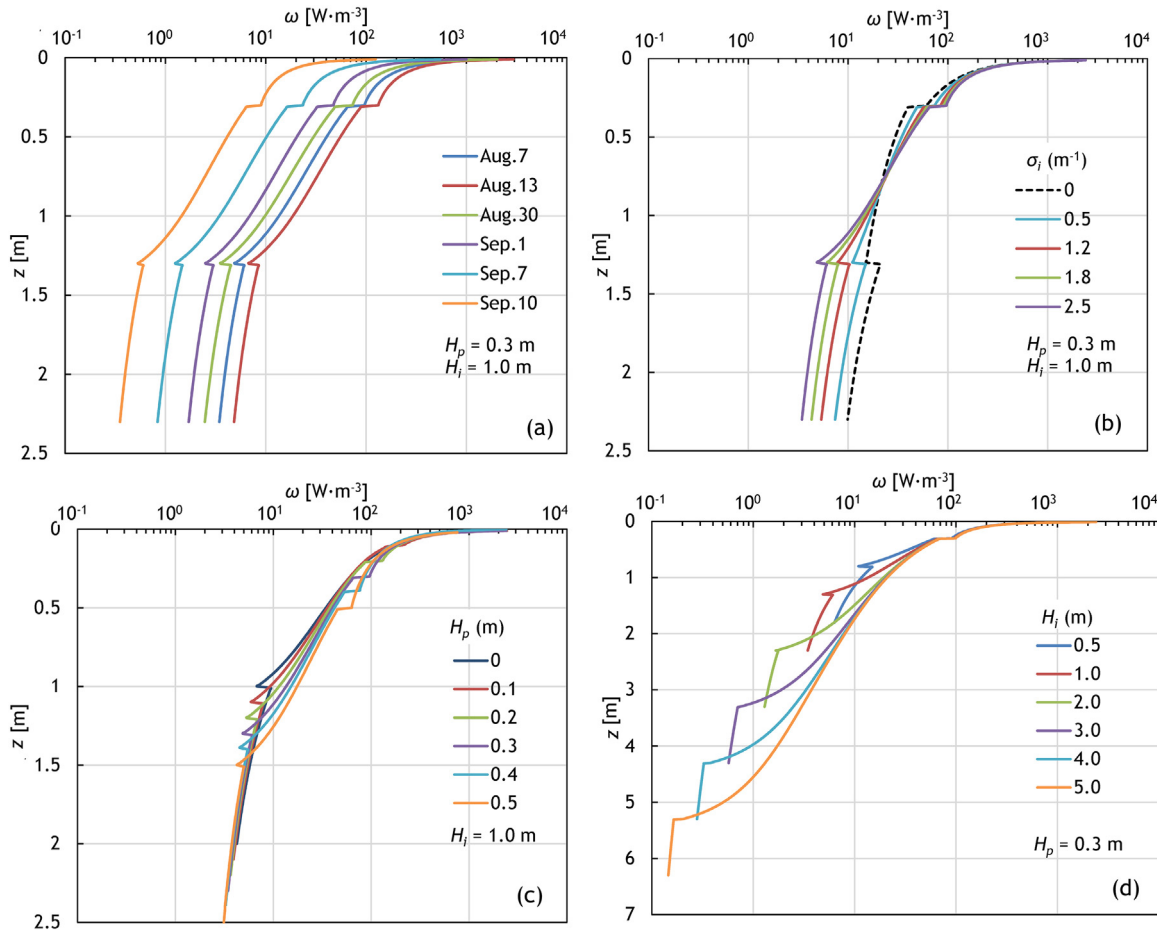 ω [W·m⁻³]
10⁻¹ 10⁰ 10¹ 10² 10³ 10⁴
0
0.5
1
1.5
2
2.5
z [m]
Aug.7
Aug.13
Aug.30
Sep.1
Sep.7
Sep.10
Hₚ = 0.3 m
Hᵢ = 1.0 m
(a)
ω [W·m⁻³]
10⁻¹ 10⁰ 10¹ 10² 10³ 10⁴
0
0.5
1
1.5
2
2.5
z [m]
σᵢ (m⁻¹)
0
0.5
1.2
1.8
2.5
Hₚ = 0.3 m
Hᵢ = 1.0 m
(b)
ω [W·m⁻³]
10⁻¹ 10⁰ 10¹ 10² 10³ 10⁴
0
0.5
1
1.5
2
2.5
z [m]
Hₚ (m)
0
0.1
0.2
0.3
0.4
0.5
Hᵢ = 1.0 m
(c)
ω [W·m⁻³]
10⁻¹ 10⁰ 10¹ 10² 10³ 10⁴
0
1
2
3
4
5
6
7
z [m]
Hᵢ (m)
0.5
1.0
2.0
3.0
4.0
5.0
Hₚ = 0.3 m
(d)